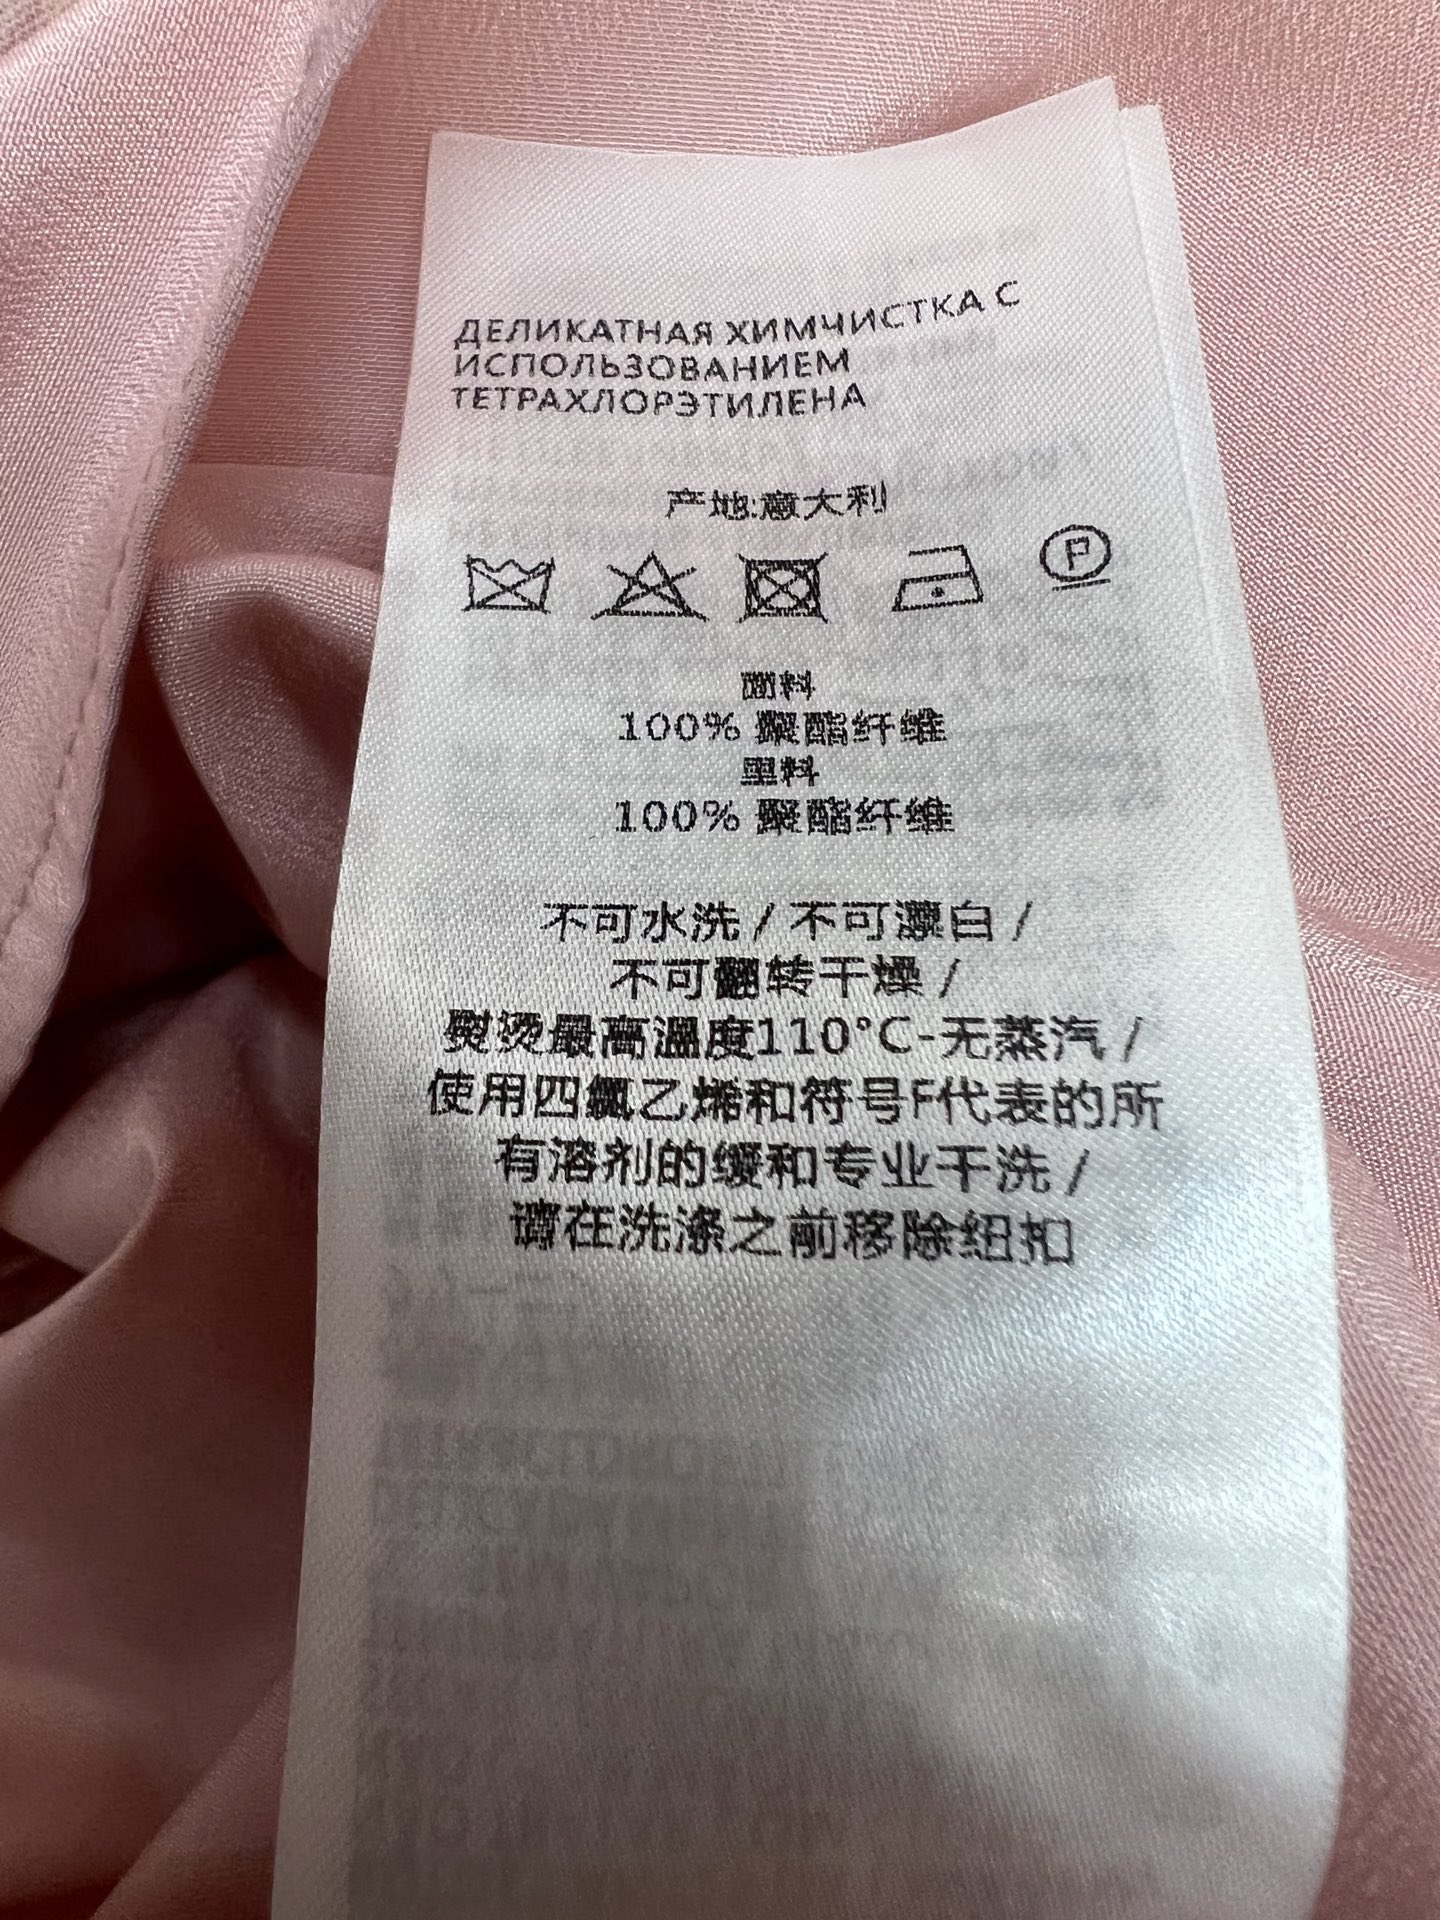 ДЕЛИКАТНАЯ ХИМЧИСТКА С
ИСПОЛЬЗОВАНИЕМ
ТЕТРАХЛОРЭТИЛЕНА
产地:意大利
P
面料
100% 聚酯纤维
里料
100% 聚酯纤维
不可水洗 / 不可漂白 /
不可翻转干燥 /
熨烫最高温度110°C-无蒸汽 /
使用四氯乙烯和符号F代表的所
有溶剂的缓和专业干洗 /
请在洗涤之前移除纽扣